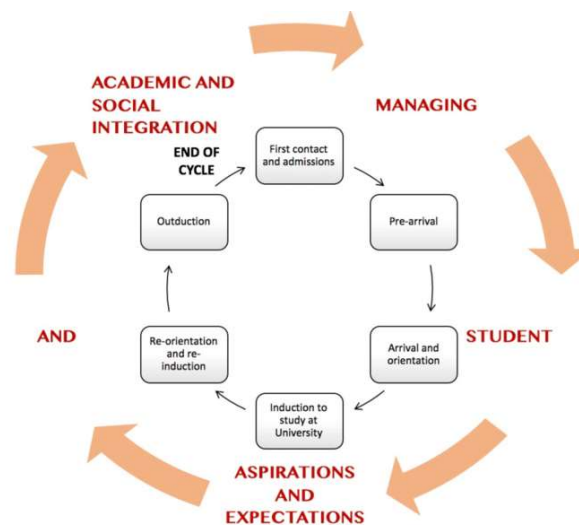 ACADEMIC AND
SOCIAL
INTEGRATION
MANAGING
END OF
CYCLE
First contact
and admissions
Outduction
Pre-arrival
AND
Re-orientation
and re-
induction
Arrival and
orientation
STUDENT
Induction to
study at
University
ASPIRATIONS
AND
EXPECTATIONS